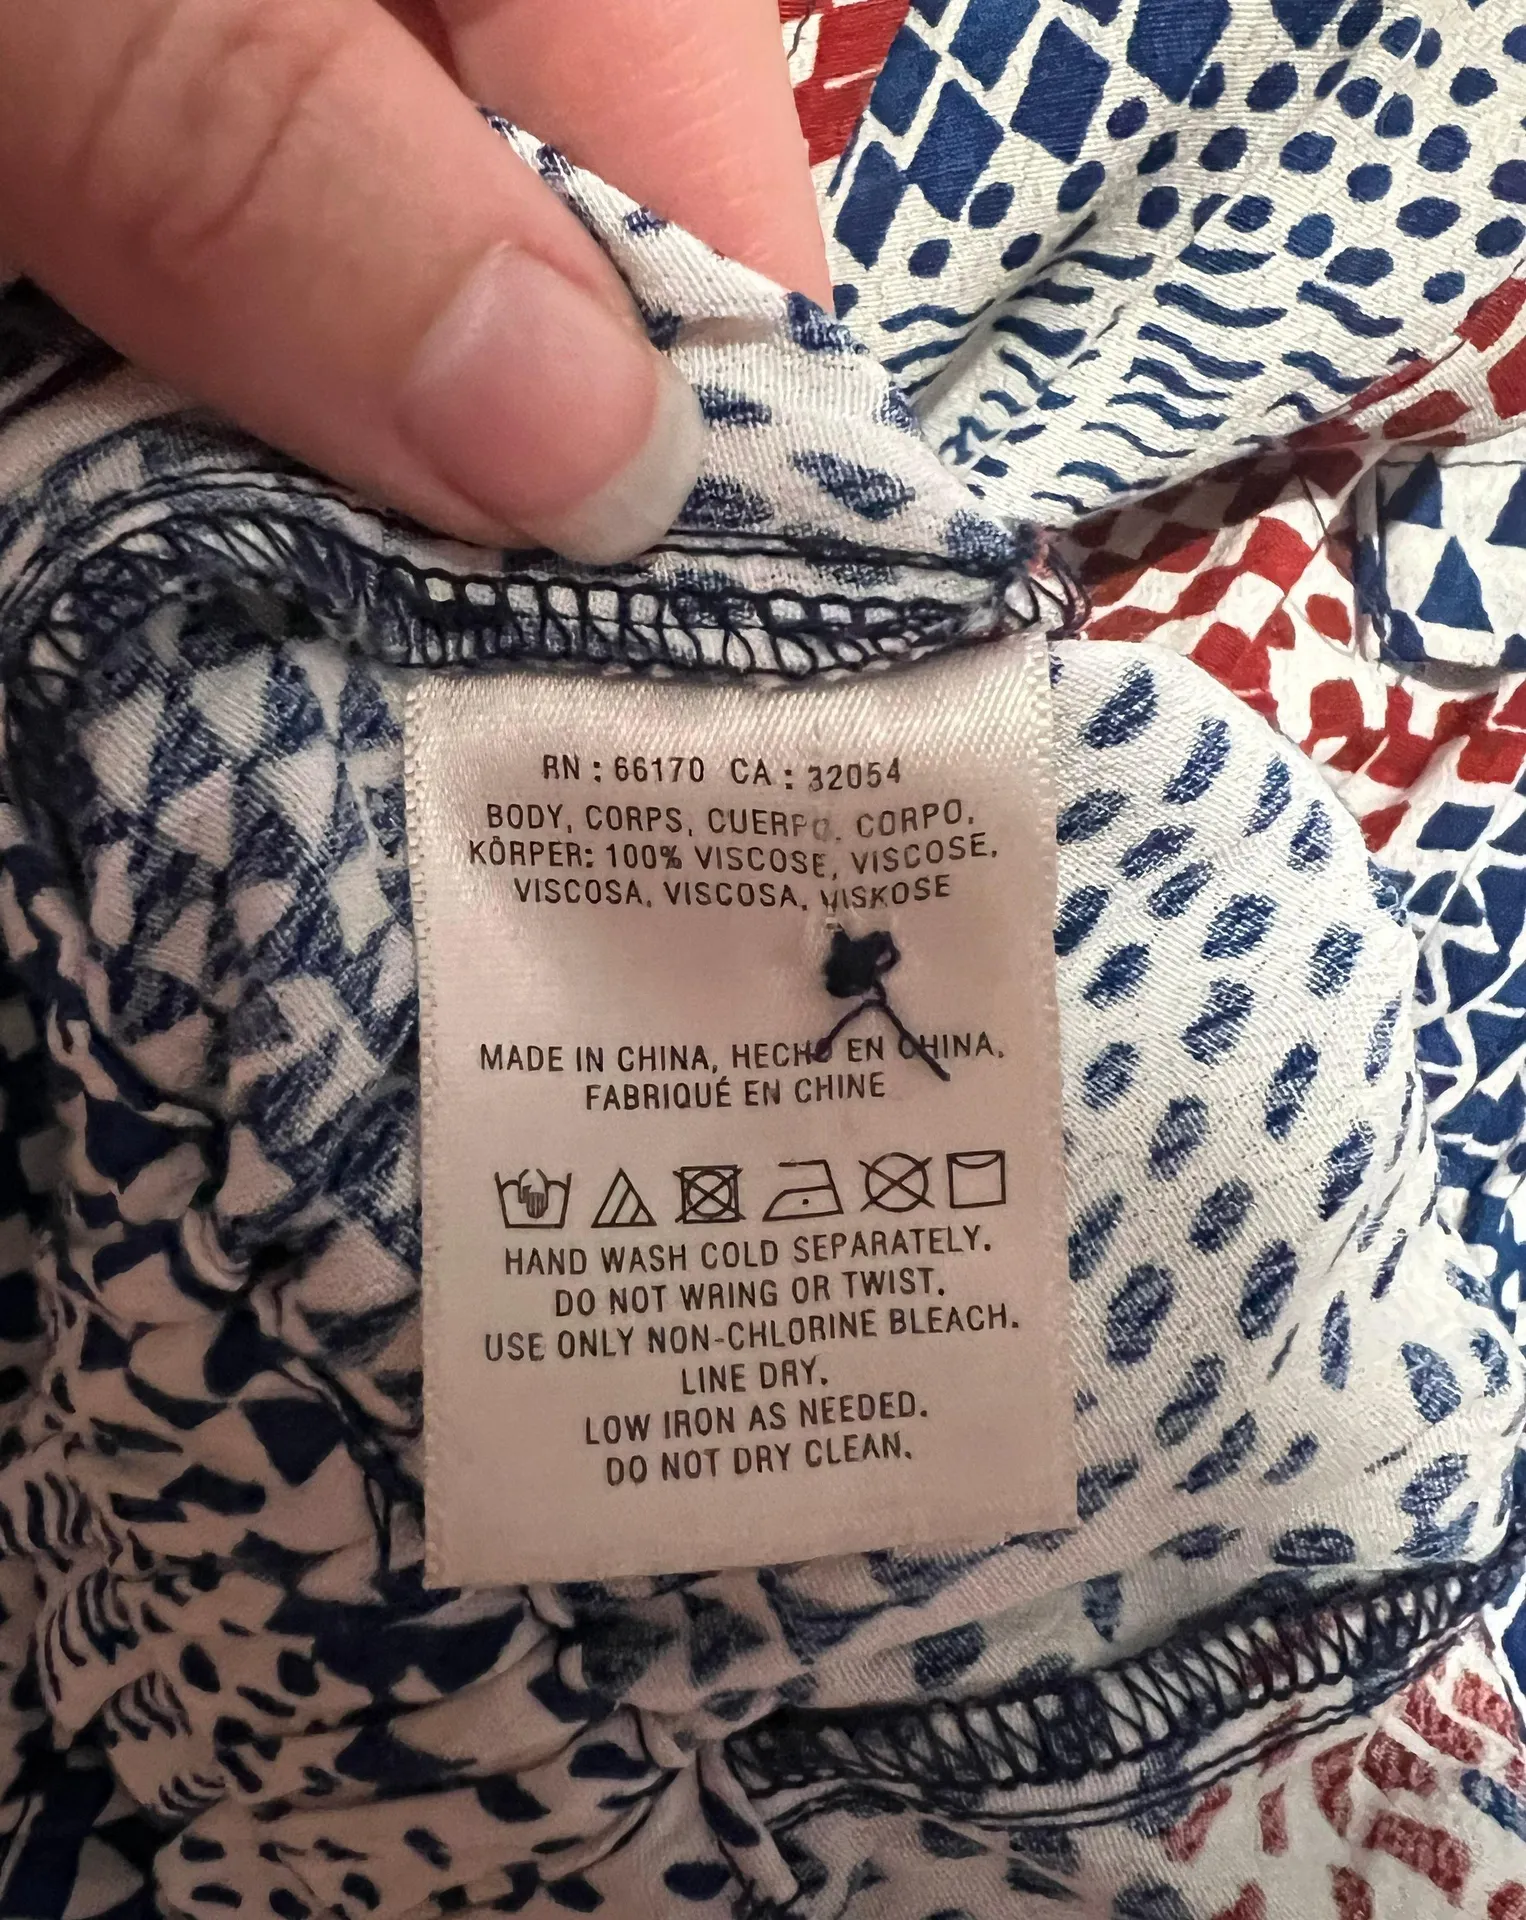 RN : 66170 CA : 32054
BODY, CORPS, CUERPO, CORPO,
KÖRPER: 100% VISCOSE, VISCOSE,
VISCOSA, VISCOSA, VISKOSE
MADE IN CHINA, HECHO EN CHINA,
FABRIQUÉ EN CHINE
HAND WASH COLD SEPARATELY.
DO NOT WRING OR TWIST.
USE ONLY NON-CHLORINE BLEACH.
LINE DRY.
LOW IRON AS NEEDED.
DO NOT DRY CLEAN.